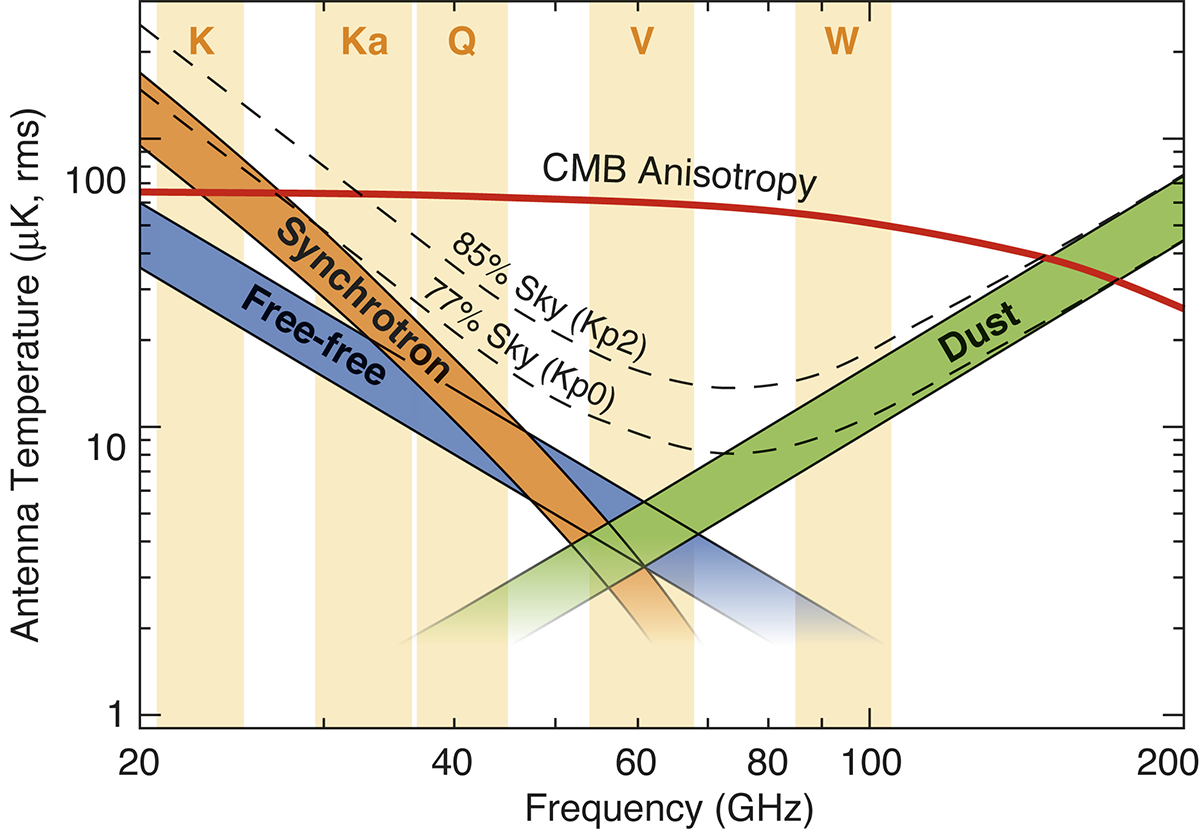 K Ka Q V W
CMB Anisotropy
85% Sky (Kp2)
77% Sky (Kp0)
Synchrotron
Free-free
Dust
100
10
1
Antenna Temperature (μK, rms)
20 40 60 80 100 200
Frequency (GHz)